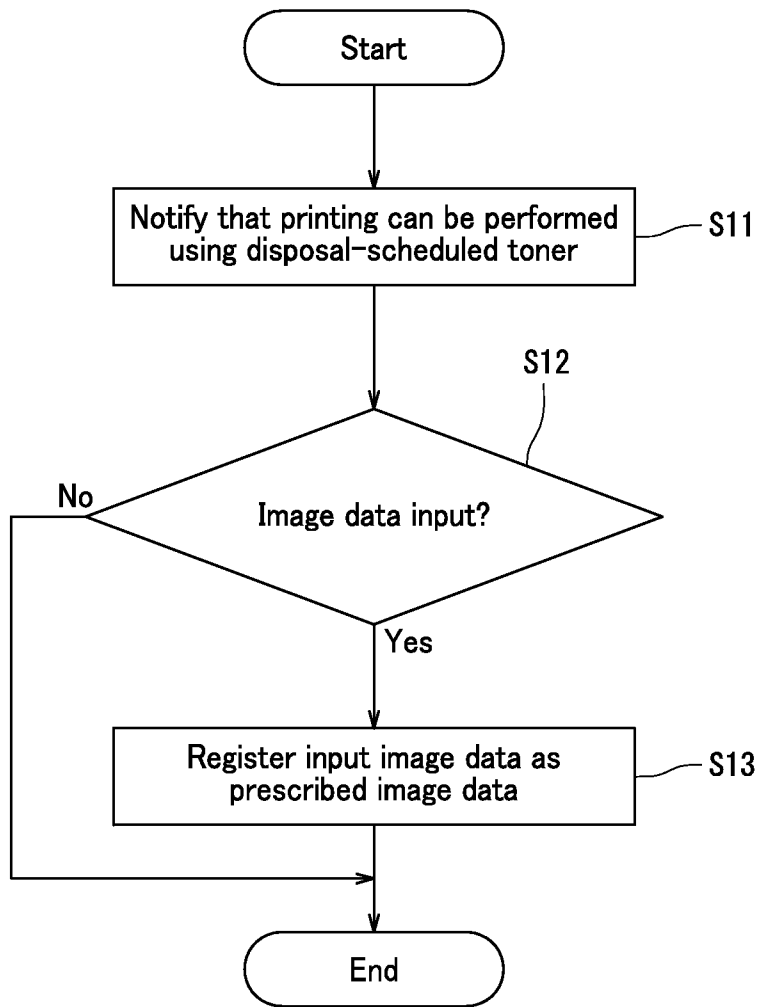 Start
Notify that printing can be performed
using disposal-scheduled toner
S11
S12
No
Image data input?
Yes
Register input image data as
prescribed image data
S13
End